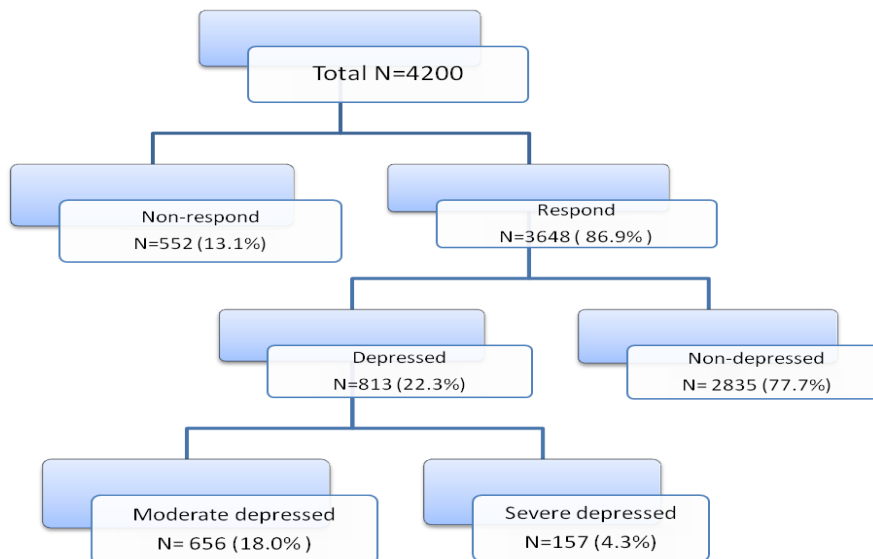 Total N=4200
Non-respond
N=552 (13.1%)
Respond
N=3648 ( 86.9% )
Depressed
N=813 (22.3%)
Non-depressed
N= 2835 (77.7%)
Moderate depressed
N= 656 (18.0% )
Severe depressed
N=157 (4.3%)